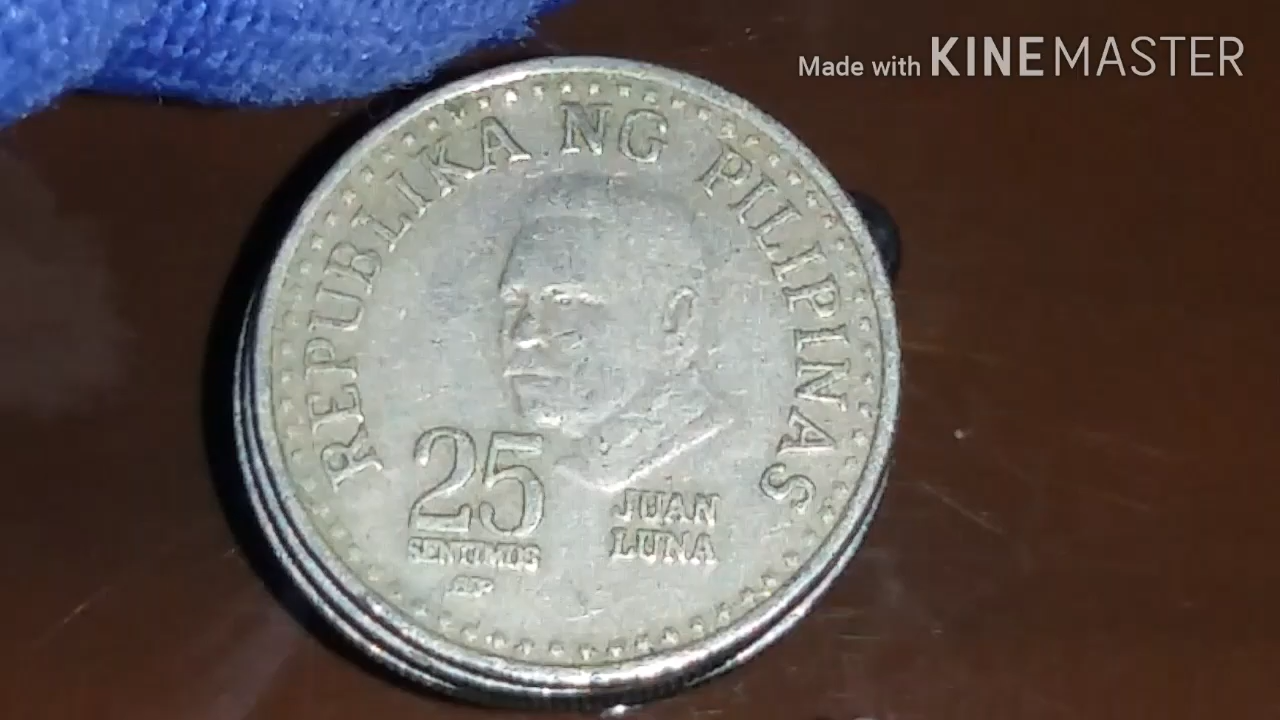 Made with KINEMASTER
REPUBLIKA NG PILIPINAS
25
SENTIMOS
JUAN
LUNA